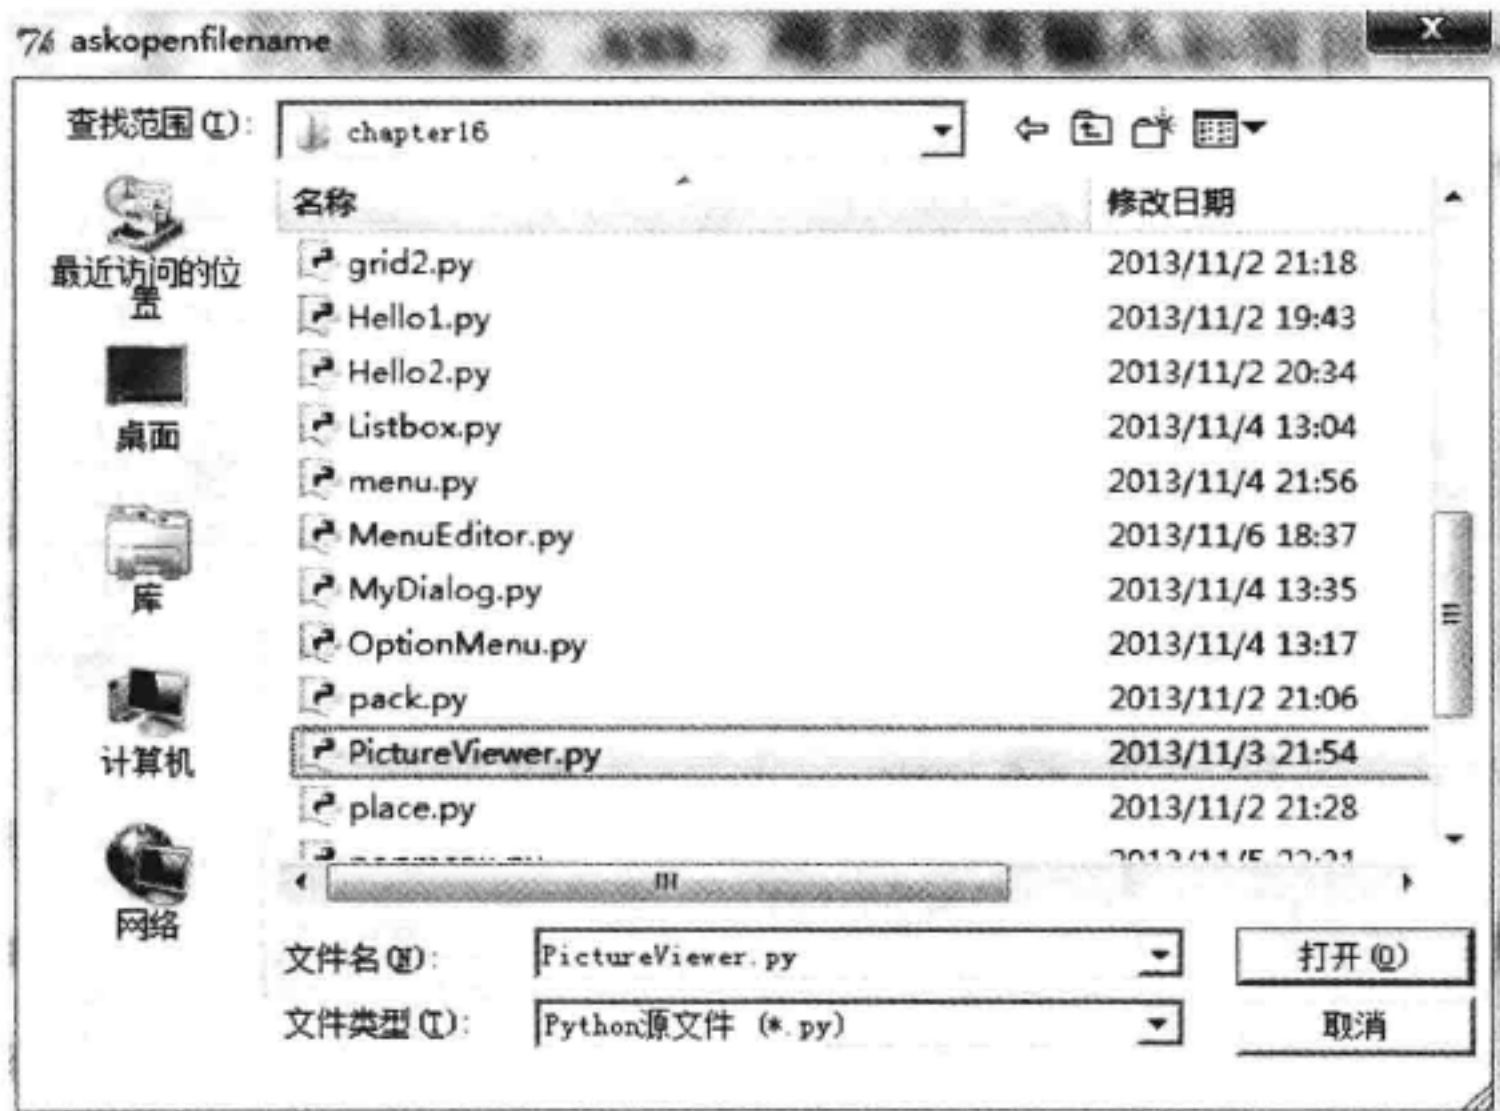 askopenfilename
X
查找范围(I):
chapter16
名称
修改日期
最近访问的位置
桌面
库
计算机
网络
grid2.py 2013/11/2 21:18
Hello1.py 2013/11/2 19:43
Hello2.py 2013/11/2 20:34
Listbox.py 2013/11/4 13:04
menu.py 2013/11/4 21:56
MenuEditor.py 2013/11/6 18:37
MyDialog.py 2013/11/4 13:35
OptionMenu.py 2013/11/4 13:17
pack.py 2013/11/2 21:06
PictureViewer.py 2013/11/3 21:54
place.py 2013/11/2 21:28
文件名(N): PictureViewer.py 打开(O)
文件类型(T): Python源文件 (*.py) 取消